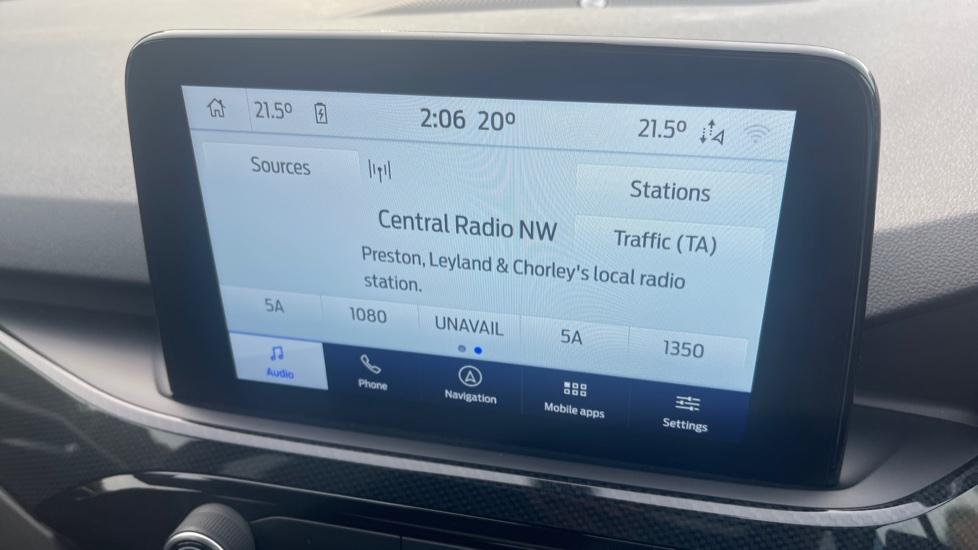 21.5° 2:06 20° 21.5°
Sources
Stations
Central Radio NW
Traffic (TA)
Preston, Leyland & Chorley's local radio
station.
5A 1080 UNAVAIL 5A 1350
Audio Phone Navigation Mobile apps Settings